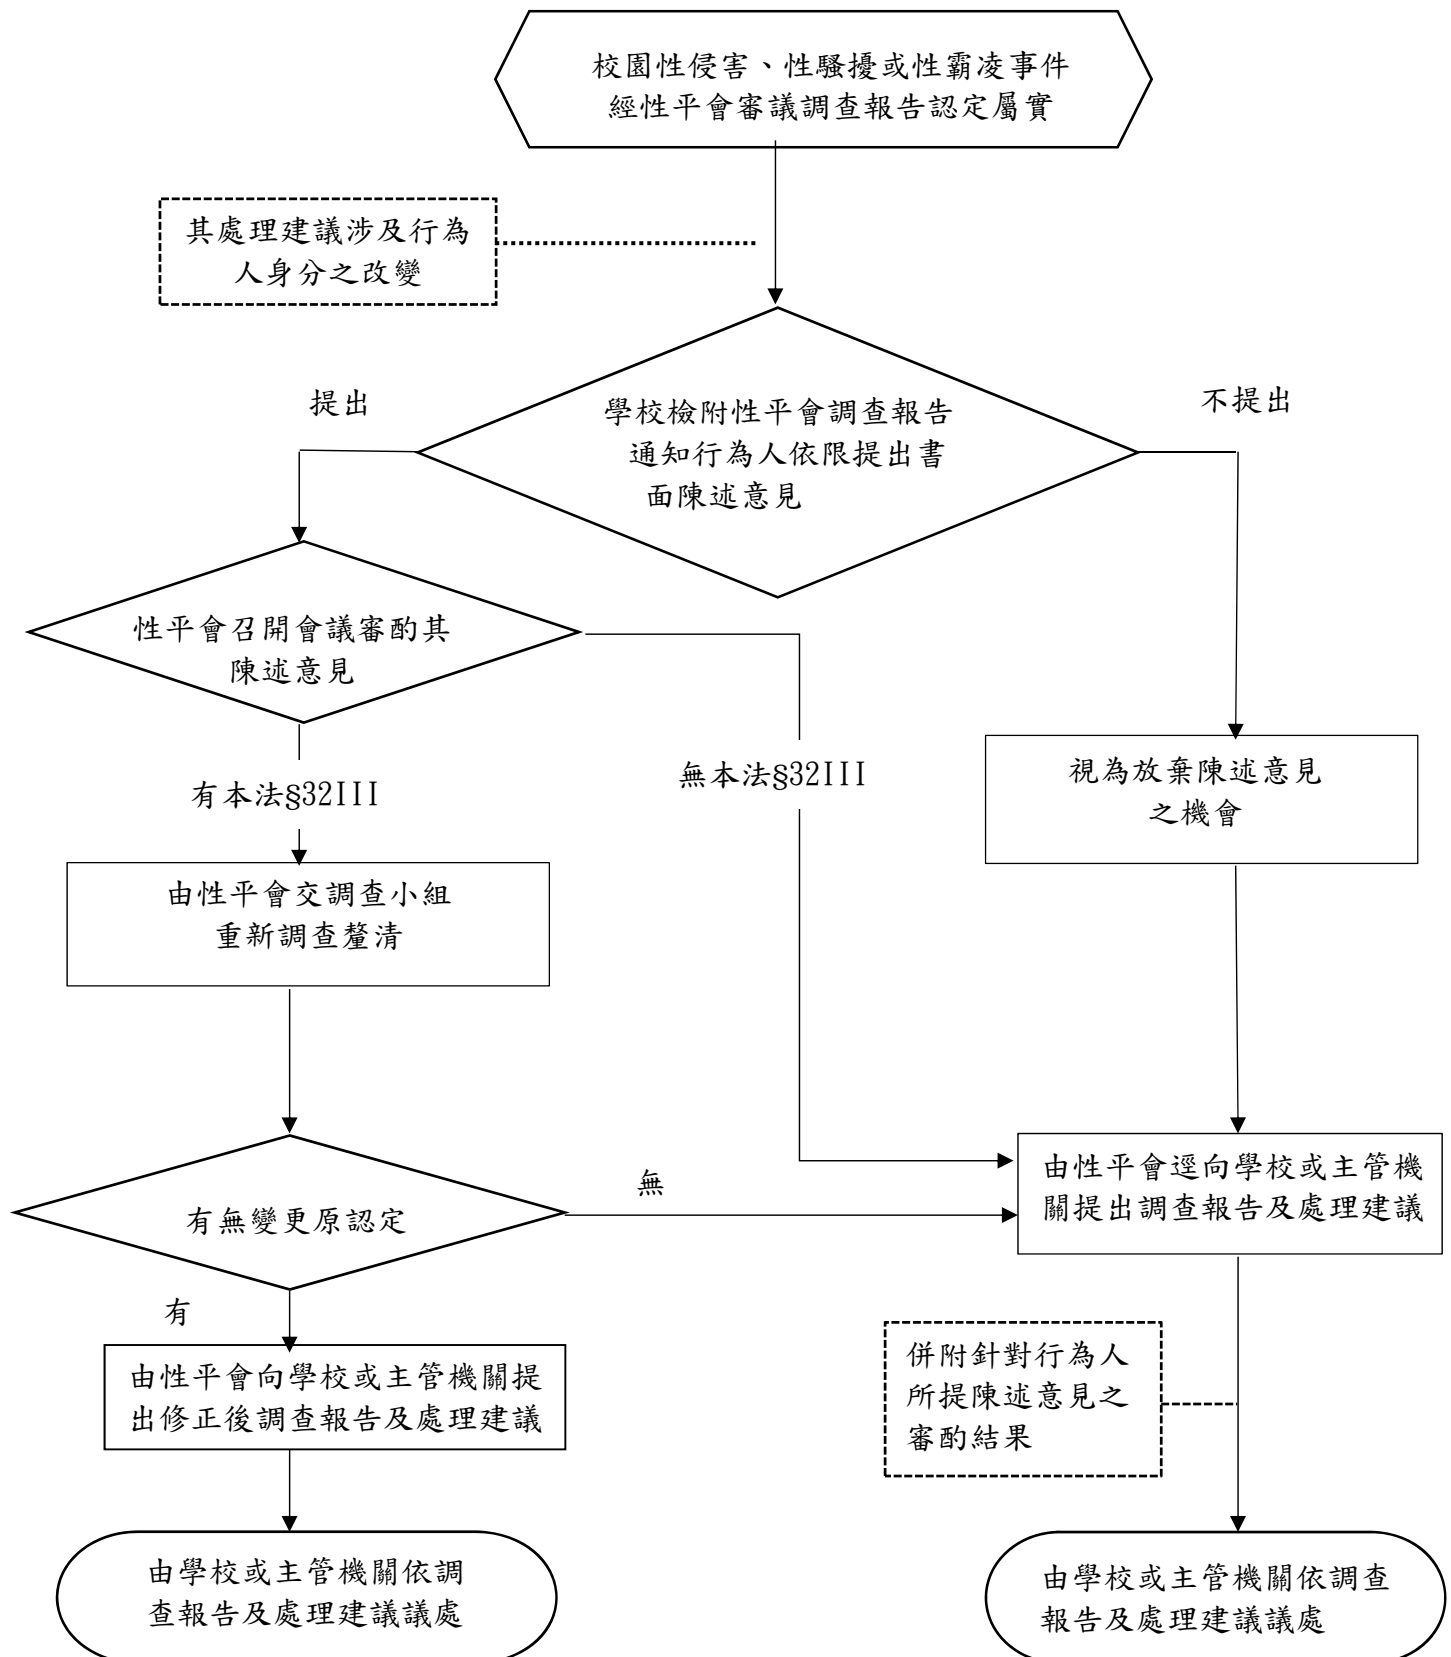 校園性侵害、性騷擾或性霸凌事件
經性平會審議調查報告認定屬實
其處理建議涉及行為
人身分之改變
提出
不提出
學校檢附性平會調查報告
通知行為人依限提出書
面陳述意見
性平會召開會議審酌其
陳述意見
有本法§32III
無本法§32III
視為放棄陳述意見
之機會
由性平會交調查小組
重新調查釐清
有無變更原認定
無
由性平會逕向學校或主管機
關提出調查報告及處理建議
有
由性平會向學校或主管機關提
出修正後調查報告及處理建議
併附針對行為人
所提陳述意見之
審酌結果
由學校或主管機關依調
查報告及處理建議議處
由學校或主管機關依調查
報告及處理建議議處